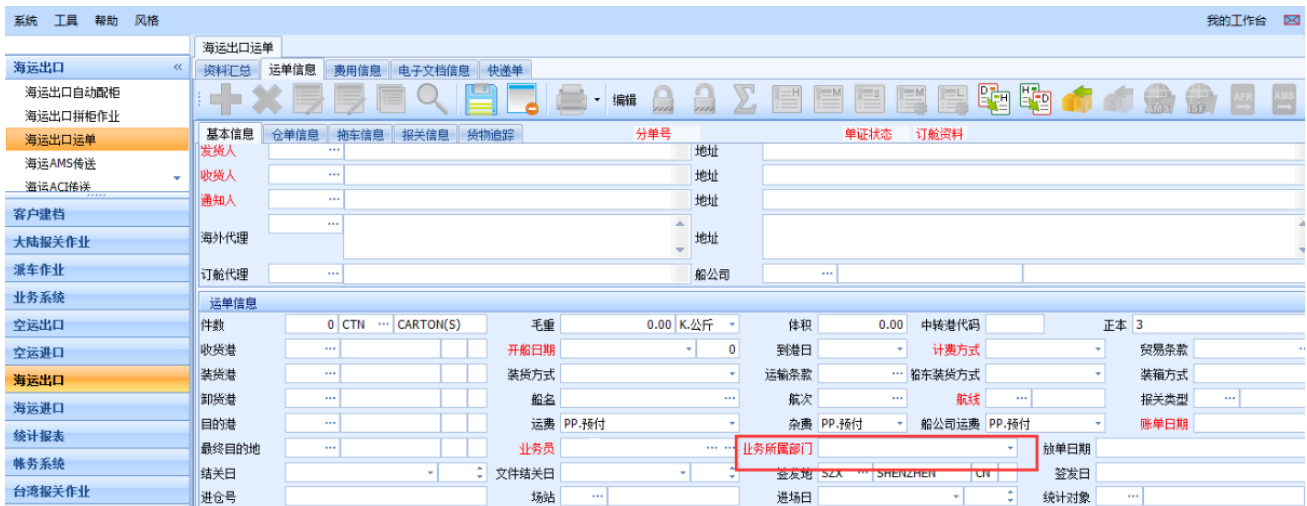 系统 工具 帮助 风格 我的工作台
海运出口运单
海运出口 «
资料汇总 运单信息 费用信息 电子文档信息 快递单
海运出口自动配柜
编辑
海运出口拼柜作业
海运出口运单
基本信息 仓单信息 拖车信息 报关信息 货物追踪 分单号 单证状态 订舱资料
发货人 ... 地址
海运AMS传送
收货人 ... 地址
海运ACI传送
通知人 ... 地址
客户建档
海外代理 ... 地址
大陆报关作业
派车作业
订舱代理 ... 船公司 ...
业务系统
运单信息
空运出口
件数 0 CTN ... CARTON(S) 毛重 0.00 K.公斤 体积 0.00 中转港代码 正本 3
空运进口
收货港 ... 开船日期 0 到港日 计费方式 贸易条款 ...
海运出口
装货港 ... 装货方式 运输条款 ... 船东装货方式 装箱方式
海运进口
卸货港 ... 船名 ... 航次 ... 航线 ... 报关类型 ...
目的港 ... 运费 PP.预付 杂费 PP.预付 船公司运费 PP.预付 账单日期
统计报表
最终目的地 ... 业务员 ... ... 业务所属部门 放单日期
帐务系统
结关日 文件结关日 签发地 SZX ... SHENZHEN CN 签发日
台湾报关作业
进仓号 场站 ... 进场日 统计对象 ...